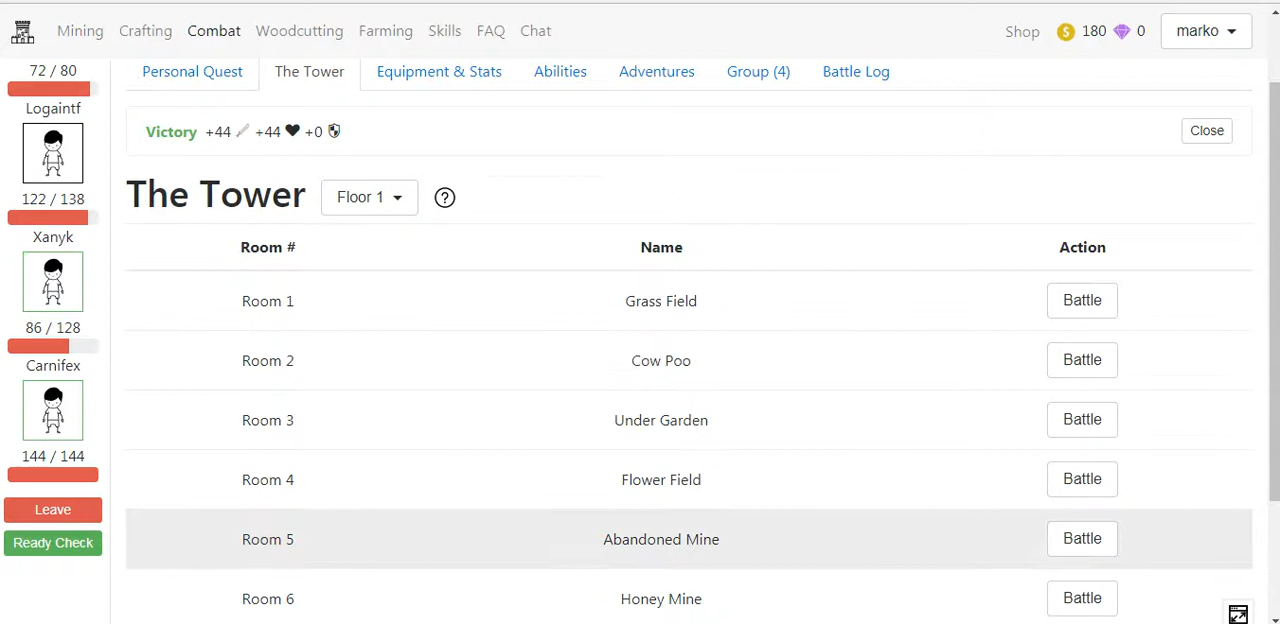 Mining Crafting Combat Woodcutting Farming Skills FAQ Chat Shop 180 0 marko
72 / 80
Logaintf
122 / 138
Xanyk
86 / 128
Carnifex
144 / 144
Leave
Ready Check
Personal Quest The Tower Equipment & Stats Abilities Adventures Group (4) Battle Log
Victory +44 +44 +0 Close
The Tower Floor 1 ?
Room # Name Action
Room 1 Grass Field Battle
Room 2 Cow Poo Battle
Room 3 Under Garden Battle
Room 4 Flower Field Battle
Room 5 Abandoned Mine Battle
Room 6 Honey Mine Battle